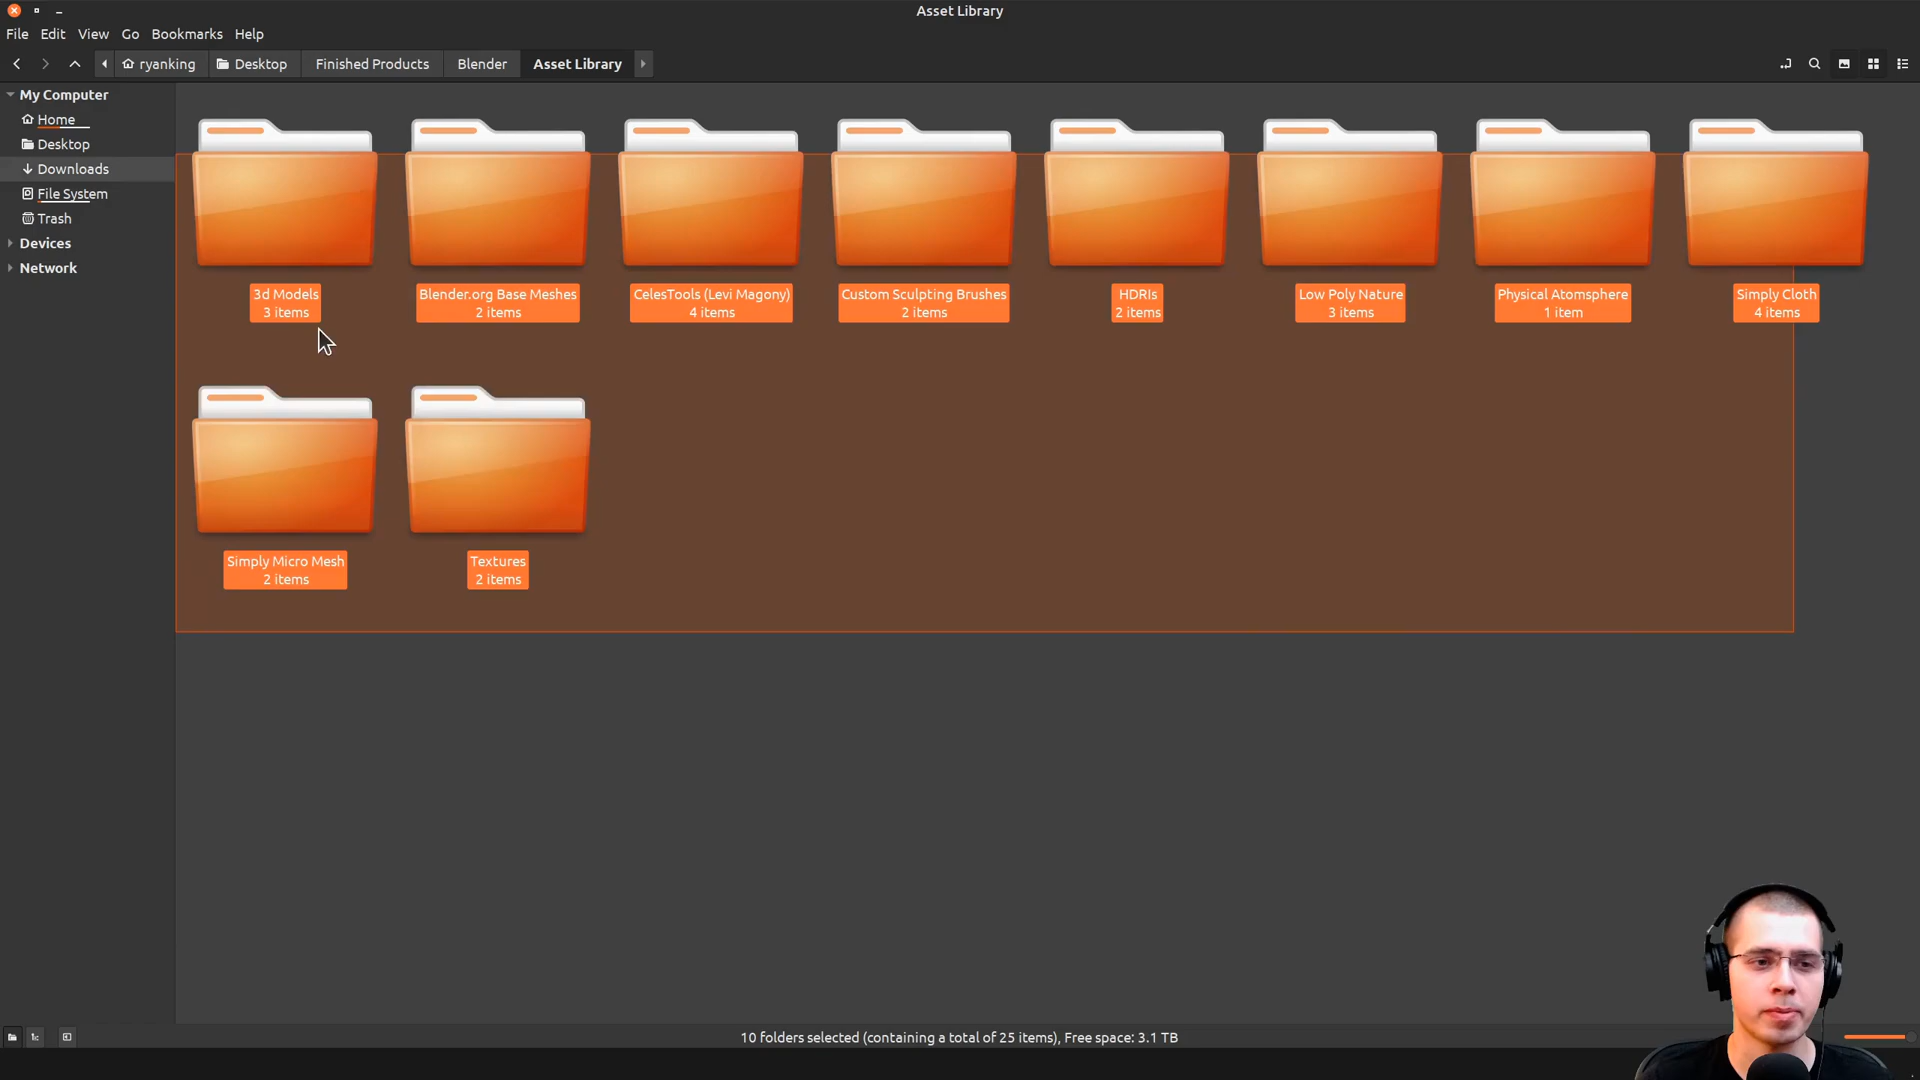 Asset Library
File Edit View Go Bookmarks Help
ryanking Desktop Finished Products Blender Asset Library
My Computer
Home
Desktop
Downloads
File System
Trash
Devices
Network
3d Models
3 items
Blender.org Base Meshes
2 items
CelesTools (Levi Magony)
4 items
Custom Sculpting Brushes
2 items
HDRIs
2 items
Low Poly Nature
3 items
Physical Atomsphere
1 item
Simply Cloth
4 items
Simply Micro Mesh
2 items
Textures
2 items
10 folders selected (containing a total of 25 items), Free space: 3.1 TB